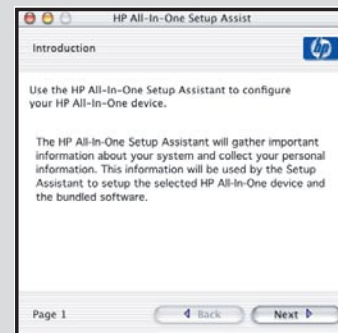 HP All-In-One Setup Assist
Introduction
hp
Use the HP All-In-One Setup Assistant to configure
your HP All-In-One device.
The HP All-In-One Setup Assistant will gather important
information about your system and collect your personal
information. This information will be used by the Setup
Assistant to setup the selected HP All-In-One device and
the bundled software.
Page 1
Back
Next